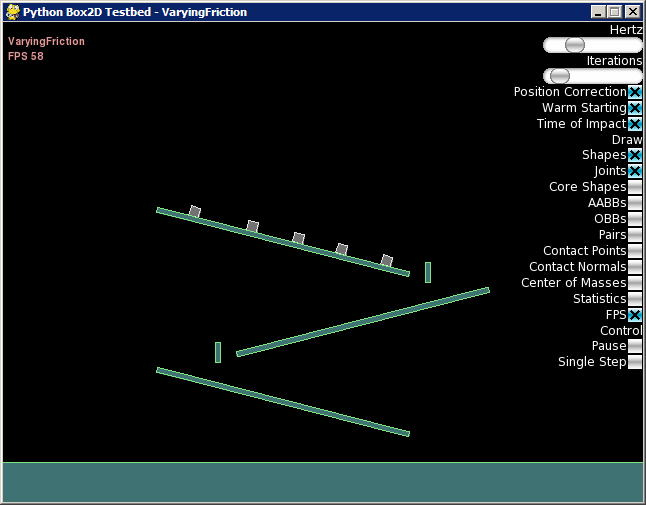 Python Box2D Testbed - VaryingFriction
VaryingFriction
FPS 58
Hertz
Iterations
Position Correction
Warm Starting
Time of Impact
Draw
Shapes
Joints
Core Shapes
AABBs
OBBs
Pairs
Contact Points
Contact Normals
Center of Masses
Statistics
FPS
Control
Pause
Single Step